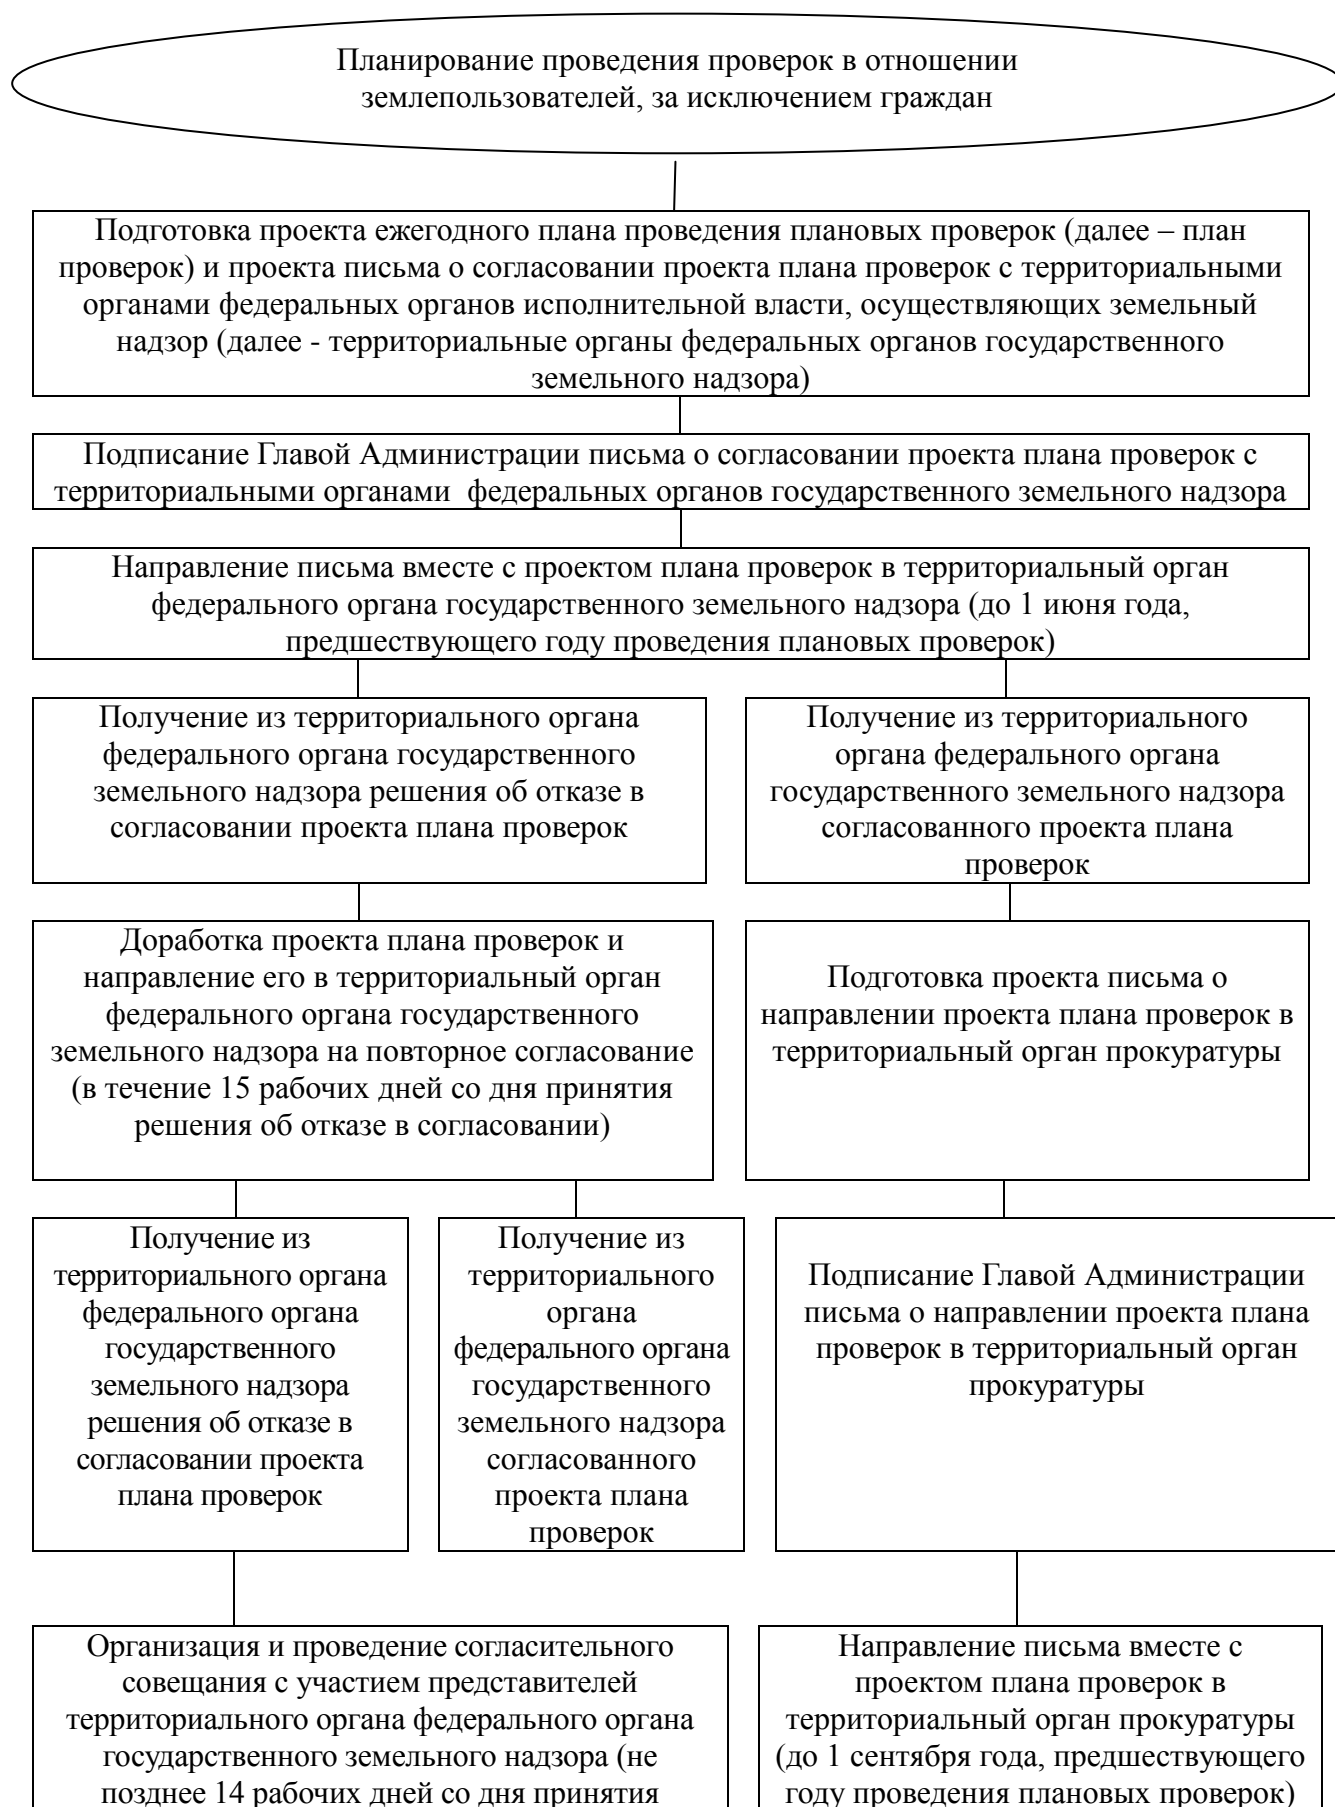 Планирование проведения проверок в отношении
землепользователей, за исключением граждан
Подготовка проекта ежегодного плана проведения плановых проверок (далее – план
проверок) и проекта письма о согласовании проекта плана проверок с территориальными
органами федеральных органов исполнительной власти, осуществляющих земельный
надзор (далее - территориальные органы федеральных органов государственного
земельного надзора)
Подписание Главой Администрации письма о согласовании проекта плана проверок с
территориальными органами  федеральных органов государственного земельного надзора
Направление письма вместе с проектом плана проверок в территориальный орган
федерального органа государственного земельного надзора (до 1 июня года,
предшествующего году проведения плановых проверок)
Получение из территориального органа
федерального органа государственного
земельного надзора решения об отказе в
согласовании проекта плана проверок
Получение из территориального
органа федерального органа
государственного земельного надзора
согласованного проекта плана
проверок
Доработка проекта плана проверок и
направление его в территориальный орган
федерального органа государственного
земельного надзора на повторное согласование
(в течение 15 рабочих дней со дня принятия
решения об отказе в согласовании)
Подготовка проекта письма о
направлении проекта плана проверок в
территориальный орган прокуратуры
Получение из
территориального органа
федерального органа
государственного
земельного надзора
решения об отказе в
согласовании проекта
плана проверок
Получение из
территориального
органа
федерального органа
государственного
земельного надзора
согласованного
проекта плана
проверок
Подписание Главой Администрации
письма о направлении проекта плана
проверок в территориальный орган
прокуратуры
Организация и проведение согласительного
совещания с участием представителей
территориального органа федерального органа
государственного земельного надзора (не
позднее 14 рабочих дней со дня принятия
Направление письма вместе с
проектом плана проверок в
территориальный орган прокуратуры
(до 1 сентября года, предшествующего
году проведения плановых проверок)